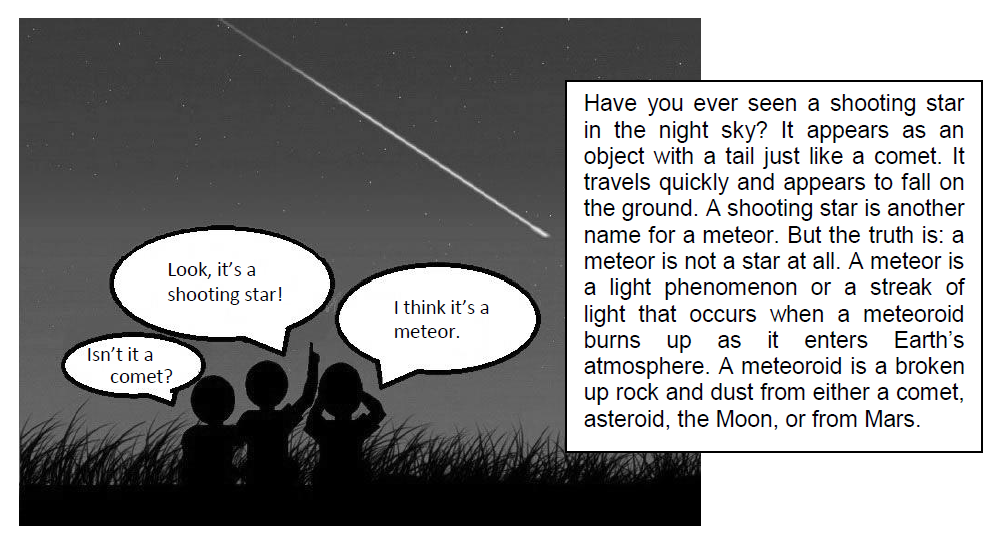 Look, it's a
shooting star!
I think it's a
meteor.
Isn't it a
comet?
Have you ever seen a shooting star
in the night sky? It appears as an
object with a tail just like a comet. It
travels quickly and appears to fall on
the ground. A shooting star is another
name for a meteor. But the truth is: a
meteor is not a star at all. A meteor is
a light phenomenon or a streak of
light that occurs when a meteoroid
burns up as it enters Earth's
atmosphere. A meteoroid is a broken
up rock and dust from either a comet,
asteroid, the Moon, or from Mars.